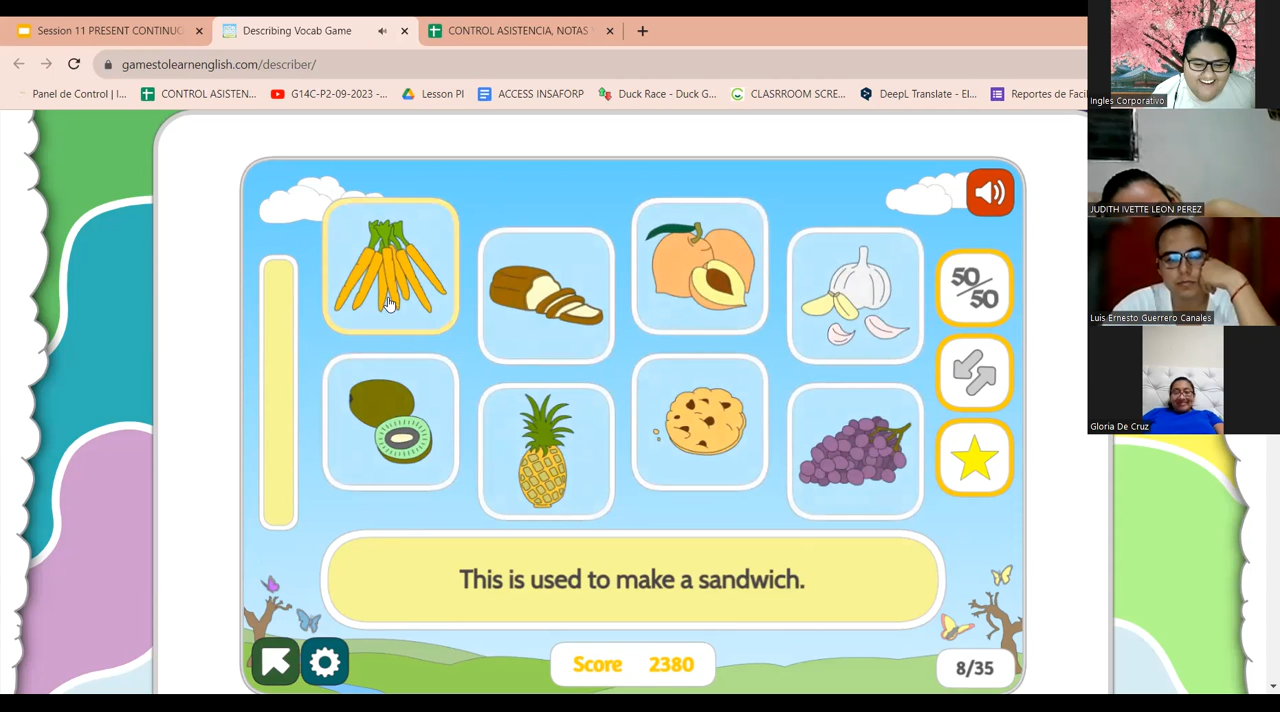 Session 11 PRESENT CONTINUO
Describing Vocab Game
CONTROL ASISTENCIA, NOTAS
gamestolearnenglish.com/describer/
Panel de Control | I...
CONTROL ASISTEN...
G14C-P2-09-2023 -...
Lesson Pl
ACCESS INSAFORP
Duck Race - Duck G...
CLASRROOM SCRE...
DeepL Translate - El...
Reportes de Facil
Ingles Corporativo
JUDITH IVETTE LEON PEREZ
Luis Ernesto Guerrero Canales
Gloria De Cruz
50/50
This is used to make a sandwich.
Score 2380
8/35